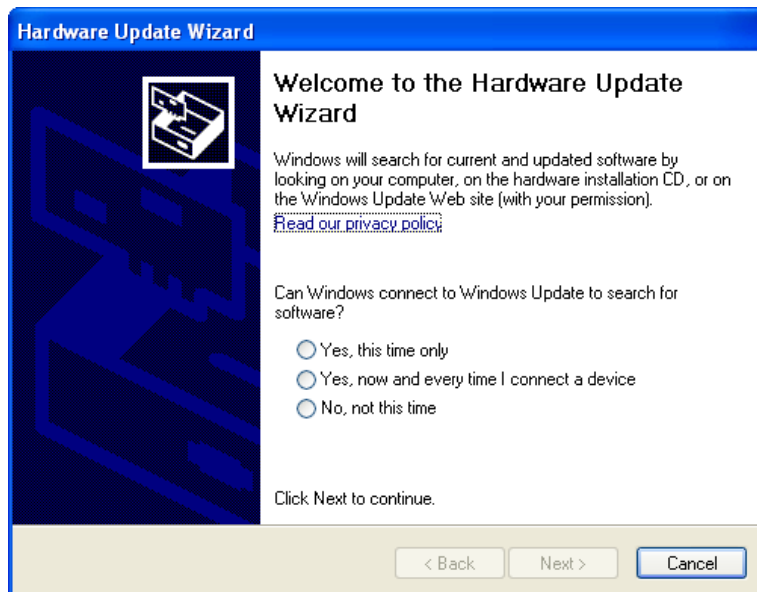 Hardware Update Wizard
Welcome to the Hardware Update
Wizard
Windows will search for current and updated software by
looking on your computer, on the hardware installation CD, or on
the Windows Update Web site (with your permission).
Read our privacy policy
Can Windows connect to Windows Update to search for
software?
Yes, this time only
Yes, now and every time I connect a device
No, not this time
Click Next to continue.
< Back Next > Cancel